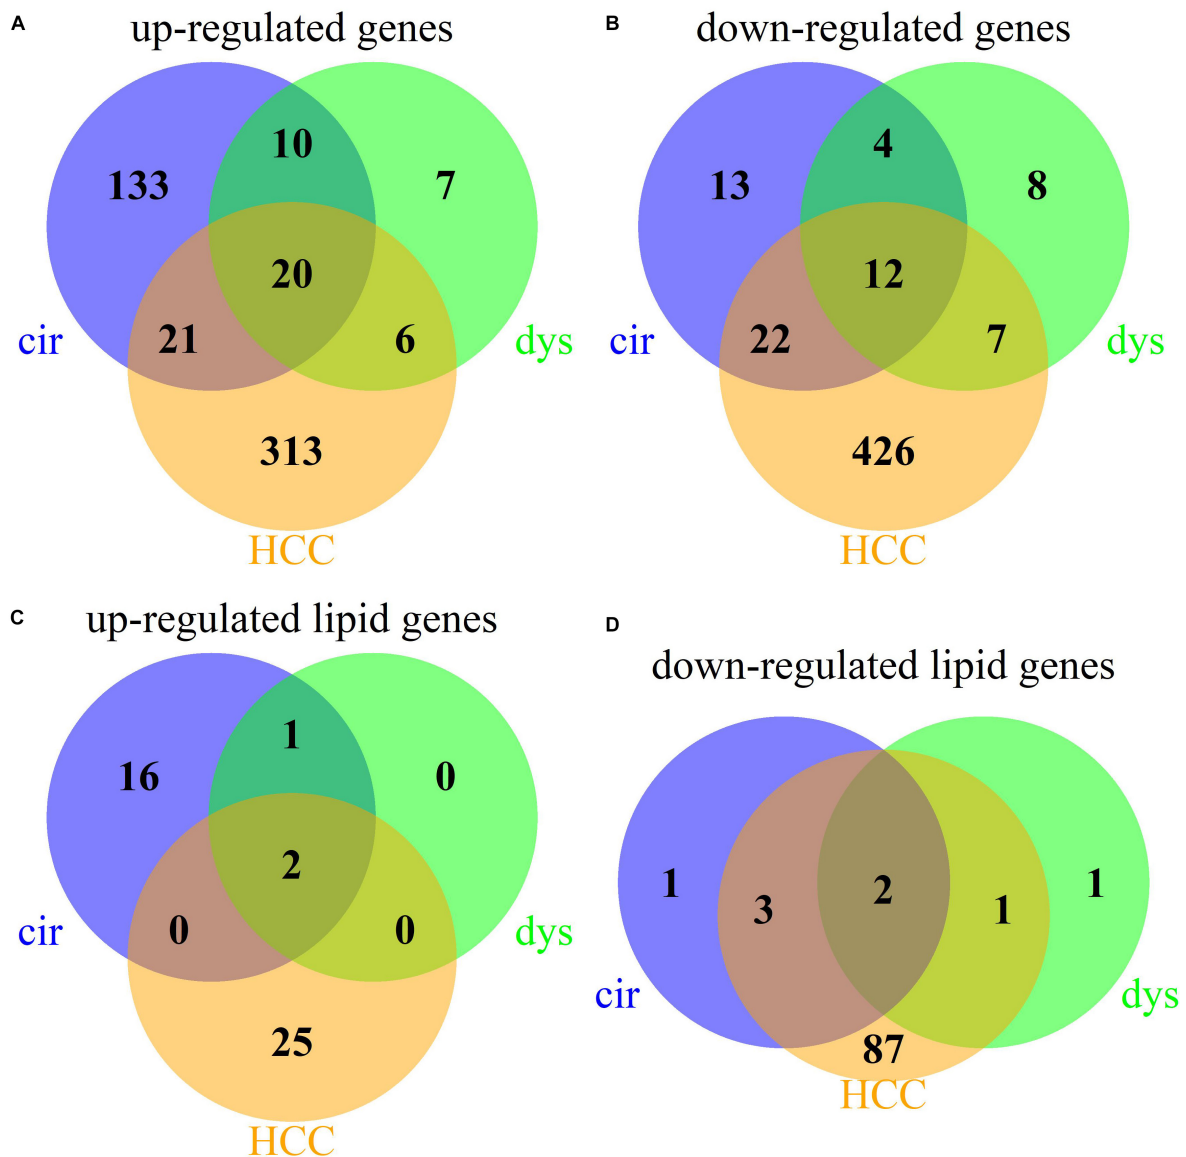 A
up-regulated genes
10
133
7
20
21
6
cir
dys
313
HCC
B
down-regulated genes
4
13
8
12
22
7
cir
dys
426
HCC
C
up-regulated lipid genes
1
16
0
2
0
0
cir
dys
25
HCC
D
down-regulated lipid genes
1
3
2
1
1
cir
dys
87
HCC